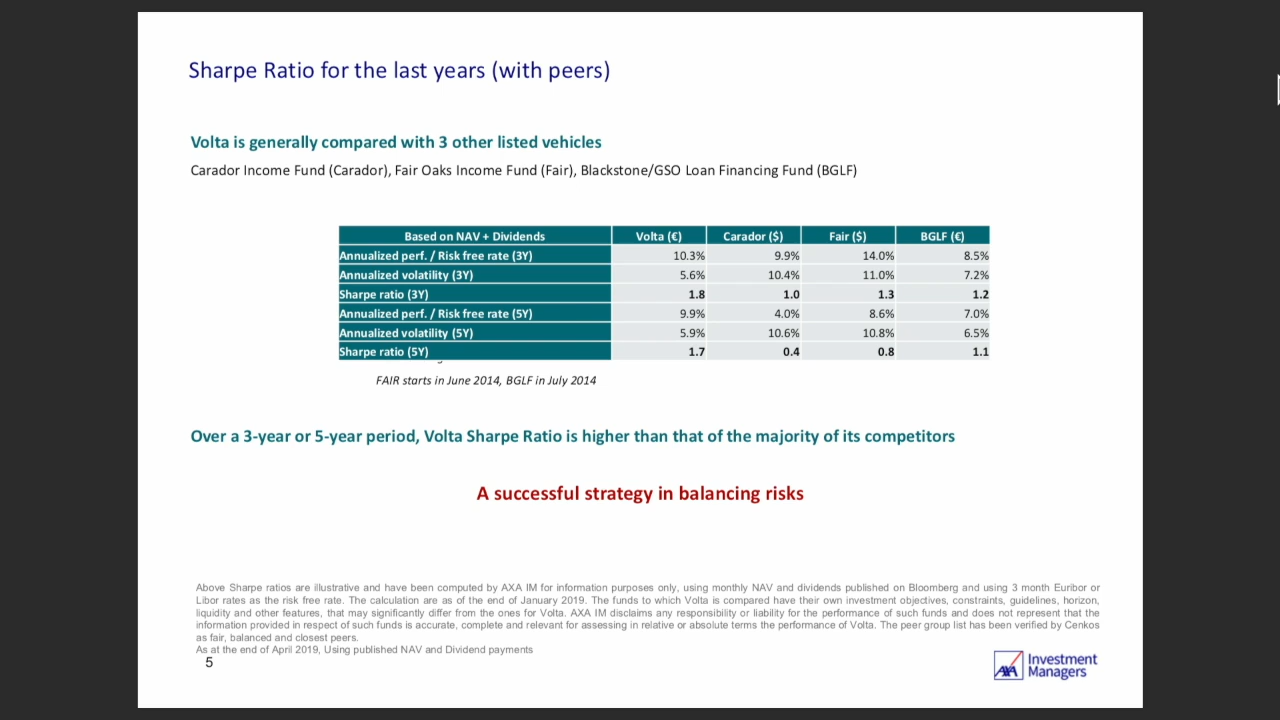 Sharpe Ratio for the last years (with peers)
Volta is generally compared with 3 other listed vehicles
Carador Income Fund (Carador), Fair Oaks Income Fund (Fair), Blackstone/GSO Loan Financing Fund (BGLF)
Based on NAV + Dividends Volta (€) Carador ($) Fair ($) BGLF (€)
Annualized perf. / Risk free rate (3Y) 10.3% 9.9% 14.0% 8.5%
Annualized volatility (3Y) 5.6% 10.4% 11.0% 7.2%
Sharpe ratio (3Y) 1.8 1.0 1.3 1.2
Annualized perf. / Risk free rate (5Y) 9.9% 4.0% 8.6% 7.0%
Annualized volatility (5Y) 5.9% 10.6% 10.8% 6.5%
Sharpe ratio (5Y) 1.7 0.4 0.8 1.1
FAIR starts in June 2014, BGLF in July 2014
Over a 3-year or 5-year period, Volta Sharpe Ratio is higher than that of the majority of its competitors
A successful strategy in balancing risks
Above Sharpe ratios are illustrative and have been computed by AXA IM for information purposes only, using monthly NAV and dividends published on Bloomberg and using 3 month Euribor or
Libor rates as the risk free rate. The calculation are as of the end of January 2019. The funds to which Volta is compared have their own investment objectives, constraints, guidelines, horizon,
liquidity and other features, that may significantly differ from the ones for Volta. AXA IM disclaims any responsibility or liability for the performance of such funds and does not represent that the
information provided in respect of such funds is accurate, complete and relevant for assessing in relative or absolute terms the performance of Volta. The peer group list has been verified by Cenkos
as fair, balanced and closest peers.
As at the end of April 2019, Using published NAV and Dividend payments
5
AXA Investment
Managers